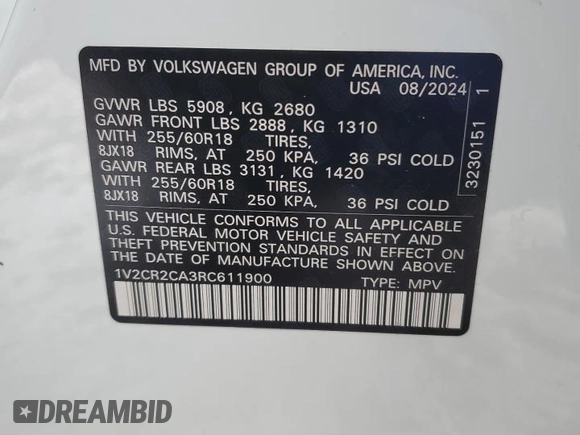 MFD BY VOLKSWAGEN GROUP OF AMERICA, INC.
USA 08/2024
GVWR LBS 5908, KG 2680
GAWR FRONT LBS 2888, KG 1310
WITH 255/60R18 TIRES,
8JX18 RIMS, AT 250 KPA, 36 PSI COLD
GAWR REAR LBS 3131, KG 1420
WITH 255/60R18 TIRES,
8JX18 RIMS, AT 250 KPA, 36 PSI COLD
THIS VEHICLE CONFORMS TO ALL APPLICABLE
U.S. FEDERAL MOTOR VEHICLE SAFETY AND
THEFT PREVENTION STANDARDS IN EFFECT ON
THE DATE OF MANUFACTURE SHOWN ABOVE.
1V2CR2CA3RC611900 TYPE: MPV
3230151 1
DREAMBID